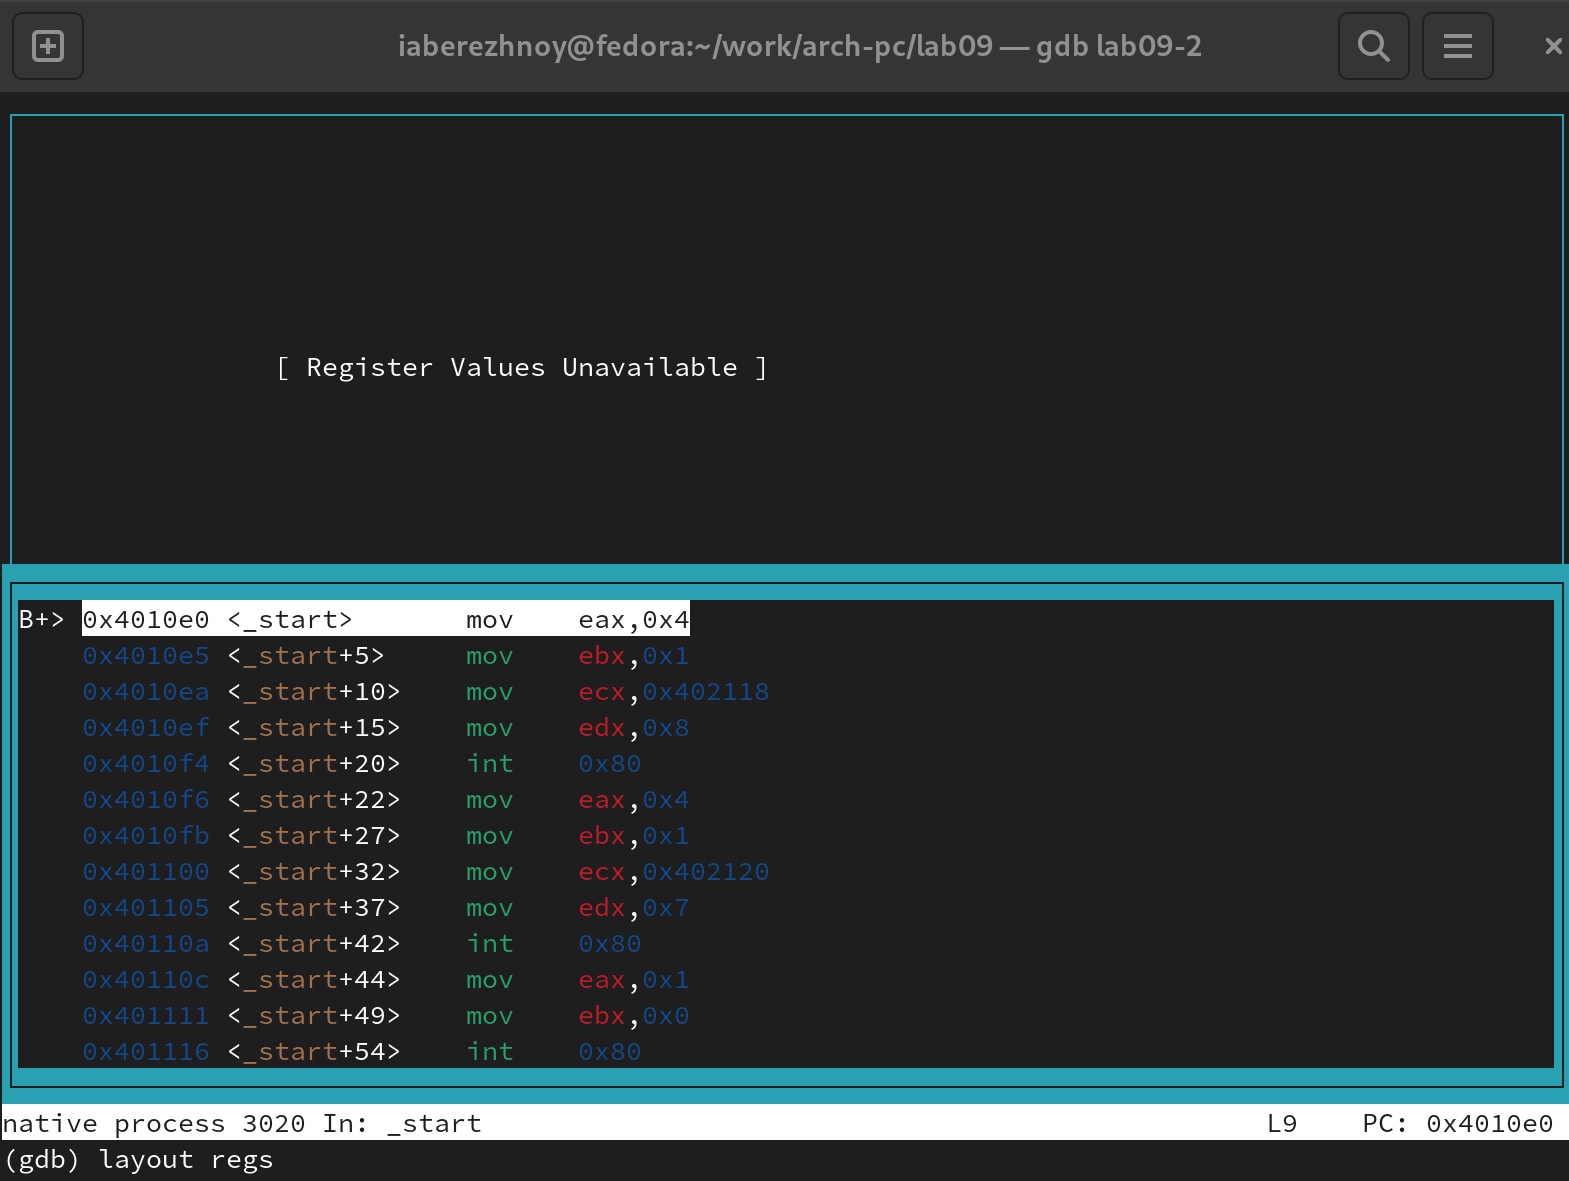 iaberezhnoy@fedora:~/work/arch-pc/lab09 — gdb lab09-2
[ Register Values Unavailable ]
B+> 0x4010e0 <_start> mov eax,0x4
0x4010e5 <_start+5> mov ebx,0x1
0x4010ea <_start+10> mov ecx,0x402118
0x4010ef <_start+15> mov edx,0x8
0x4010f4 <_start+20> int 0x80
0x4010f6 <_start+22> mov eax,0x4
0x4010fb <_start+27> mov ebx,0x1
0x401100 <_start+32> mov ecx,0x402120
0x401105 <_start+37> mov edx,0x7
0x40110a <_start+42> int 0x80
0x40110c <_start+44> mov eax,0x1
0x401111 <_start+49> mov ebx,0x0
0x401116 <_start+54> int 0x80
native process 3020 In: _start L9 PC: 0x4010e0
(gdb) layout regs